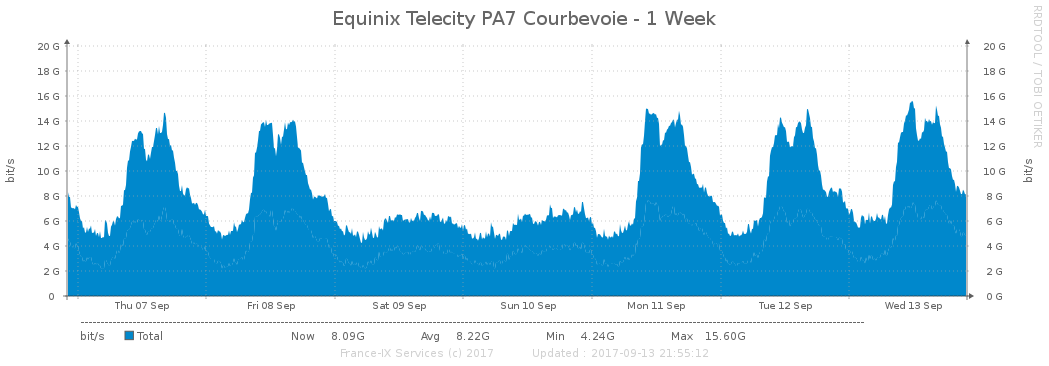 Equinix Telecity PA7 Courbevoie - 1 Week
RRDTOOL / TOBI OETIKER
bit/s
20 G 20 G
18 G 18 G
16 G 16 G
14 G 14 G
12 G 12 G
10 G 10 G
8 G 8 G
6 G 6 G
4 G 4 G
2 G 2 G
0 0 G
bit/s
Thu 07 Sep Fri 08 Sep Sat 09 Sep Sun 10 Sep Mon 11 Sep Tue 12 Sep Wed 13 Sep
bit/s Total Now 8.09G Avg 8.22G Min 4.24G Max 15.60G
France-IX Services (c) 2017 Updated : 2017-09-13 21:55:12